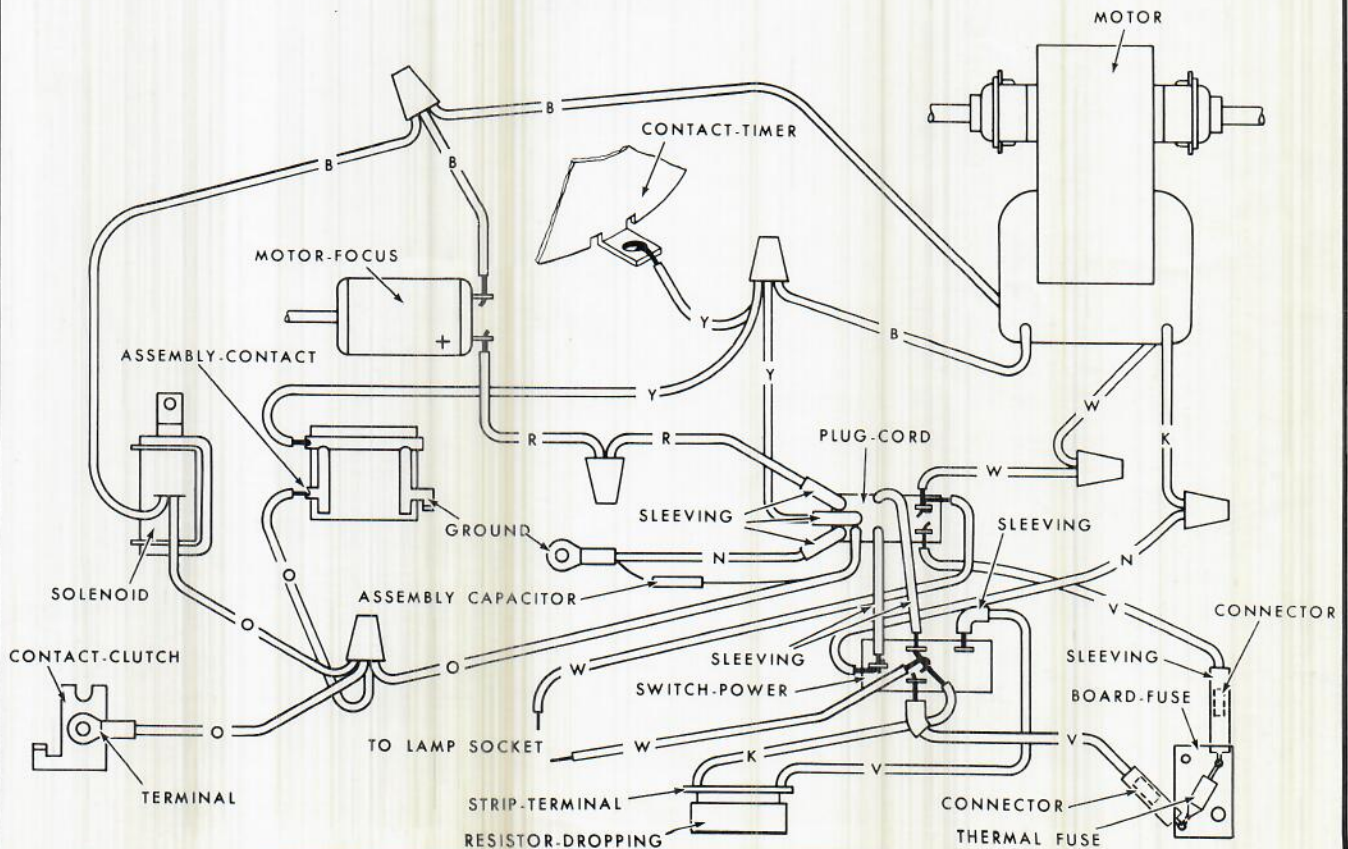 MOTOR
B
CONTACT-TIMER
B
B
MOTOR-FOCUS
+
Y
B
ASSEMBLY-CONTACT
Y
Y
W
R
R
PLUG-CORD
K
W
SLEEVING
SLEEVING
GROUND
N
N
O
SOLENOID
ASSEMBLY CAPACITOR
V
CONNECTOR
O
CONTACT-CLUTCH
O
W
SLEEVING
SLEEVING
SWITCH-POWER
BOARD-FUSE
O
TO LAMP SOCKET
W
V
K
V
TERMINAL
STRIP-TERMINAL
CONNECTOR
RESISTOR-DROPPING
THERMAL FUSE